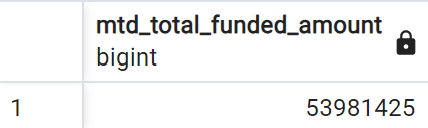 mtd_total_funded_amount
bigint
1 53981425